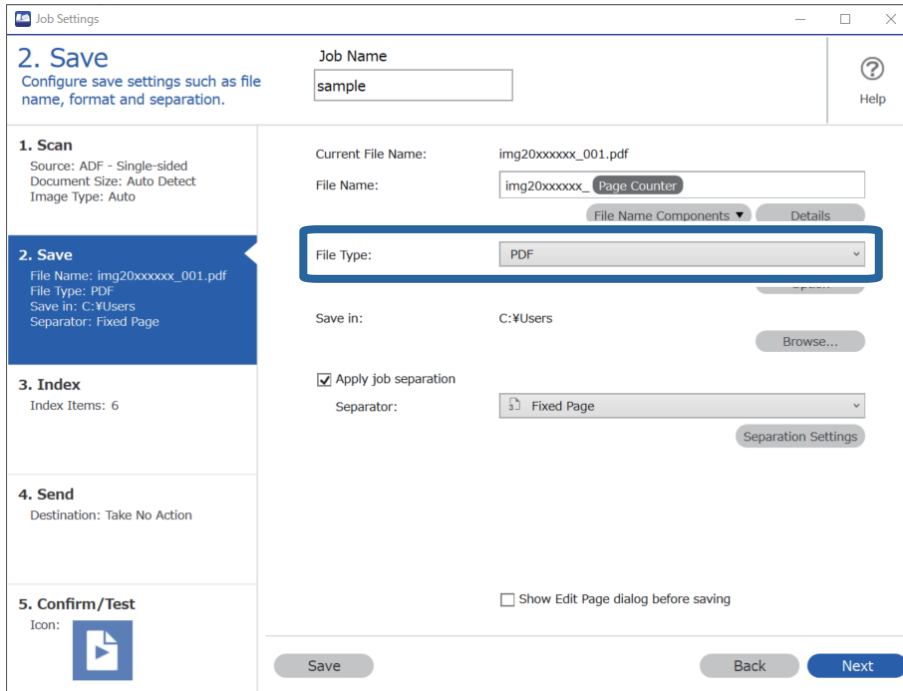 Job Settings
2. Save
Configure save settings such as file
name, format and separation.
Job Name
sample
Help
1. Scan
Source: ADF - Single-sided
Document Size: Auto Detect
Image Type: Auto
2. Save
File Name: img20xxxxxx_001.pdf
File Type: PDF
Save in: C:¥Users
Separator: Fixed Page
3. Index
Index Items: 6
4. Send
Destination: Take No Action
5. Confirm/Test
Icon:
Current File Name: img20xxxxxx_001.pdf
File Name: img20xxxxxx_ Page Counter
File Name Components ▼ Details
File Type: PDF
Save in: C:¥Users
Browse...
Apply job separation
Separator: Fixed Page
Separation Settings
Show Edit Page dialog before saving
Save Back Next